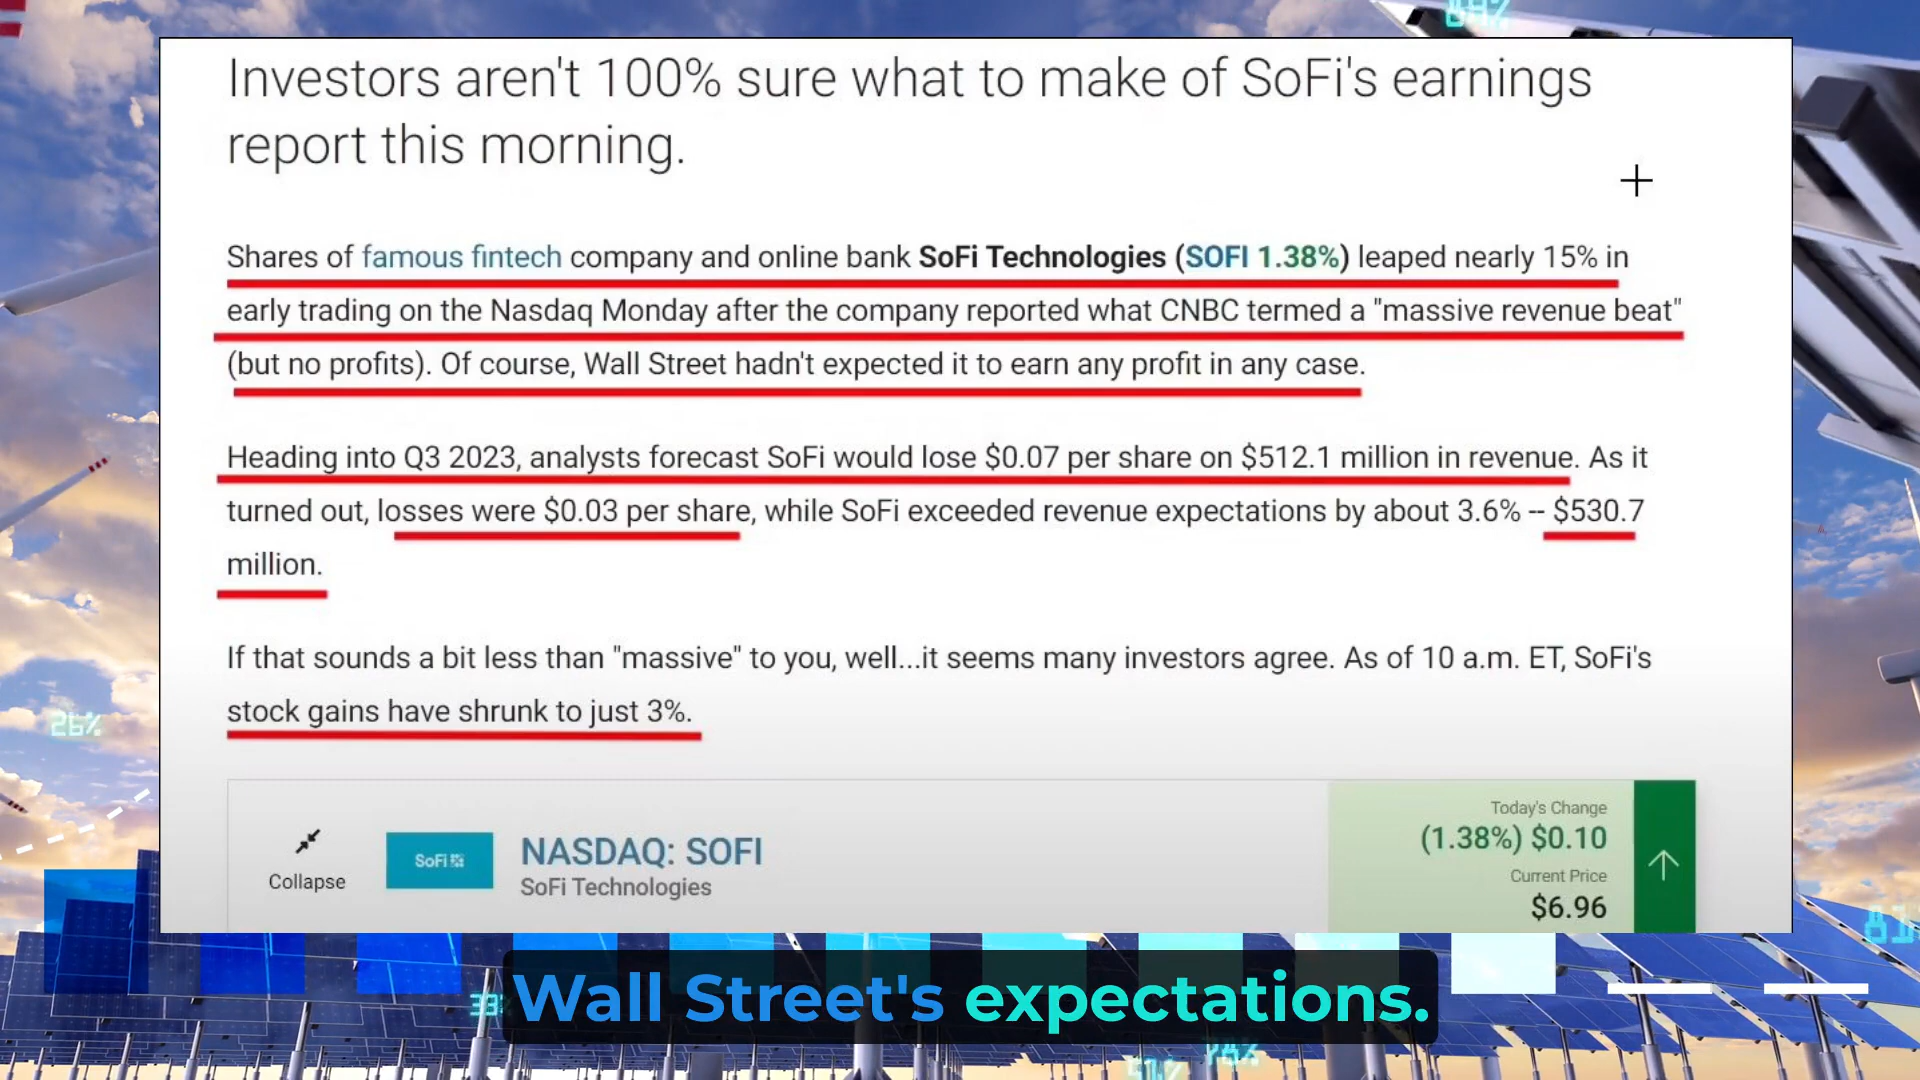 Investors aren't 100% sure what to make of SoFi's earnings
report this morning.
Shares of famous fintech company and online bank SoFi Technologies (SOFI 1.38%) leaped nearly 15% in
early trading on the Nasdaq Monday after the company reported what CNBC termed a "massive revenue beat"
(but no profits). Of course, Wall Street hadn't expected it to earn any profit in any case.
Heading into Q3 2023, analysts forecast SoFi would lose $0.07 per share on $512.1 million in revenue. As it
turned out, losses were $0.03 per share, while SoFi exceeded revenue expectations by about 3.6% -- $530.7
million.
If that sounds a bit less than "massive" to you, well...it seems many investors agree. As of 10 a.m. ET, SoFi's
stock gains have shrunk to just 3%.
26%
Collapse
SoFi
NASDAQ: SOFI
SoFi Technologies
Today's Change
(1.38%) $0.10
Current Price
$6.96
Wall Street's expectations.